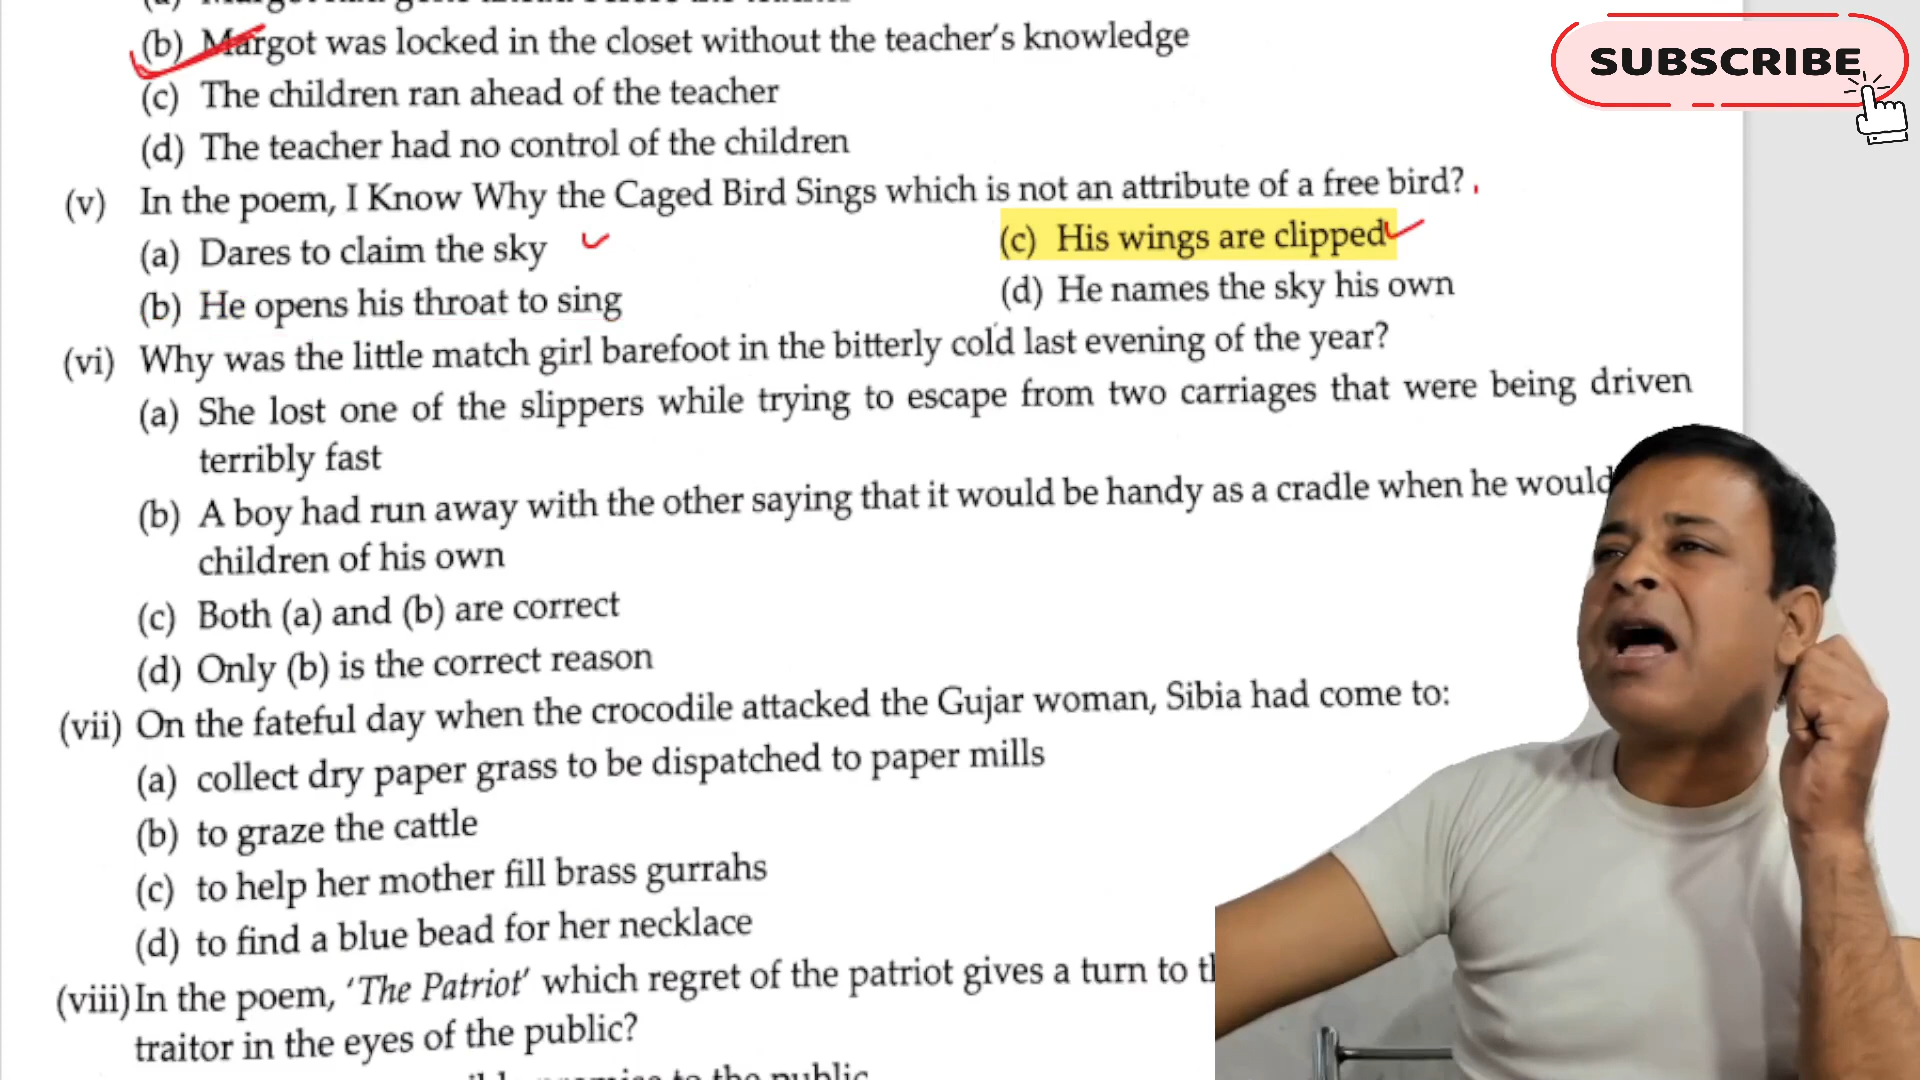 (b) Margot was locked in the closet without the teacher's knowledge
SUBSCRIBE
(c) The children ran ahead of the teacher
(d) The teacher had no control of the children
(v) In the poem, I Know Why the Caged Bird Sings which is not an attribute of a free bird?
(a) Dares to claim the sky
(c) His wings are clipped
(b) He opens his throat to sing
(d) He names the sky his own
(vi) Why was the little match girl barefoot in the bitterly cold last evening of the year?
(a) She lost one of the slippers while trying to escape from two carriages that were being driven
terribly fast
(b) A boy had run away with the other saying that it would be handy as a cradle when he would
children of his own
(c) Both (a) and (b) are correct
(d) Only (b) is the correct reason
(vii) On the fateful day when the crocodile attacked the Gujar woman, Sibia had come to:
(a) collect dry paper grass to be dispatched to paper mills
(b) to graze the cattle
(c) to help her mother fill brass gurrahs
(d) to find a blue bead for her necklace
(viii) In the poem, 'The Patriot' which regret of the patriot gives a turn to
traitor in the eyes of the public?
to the public